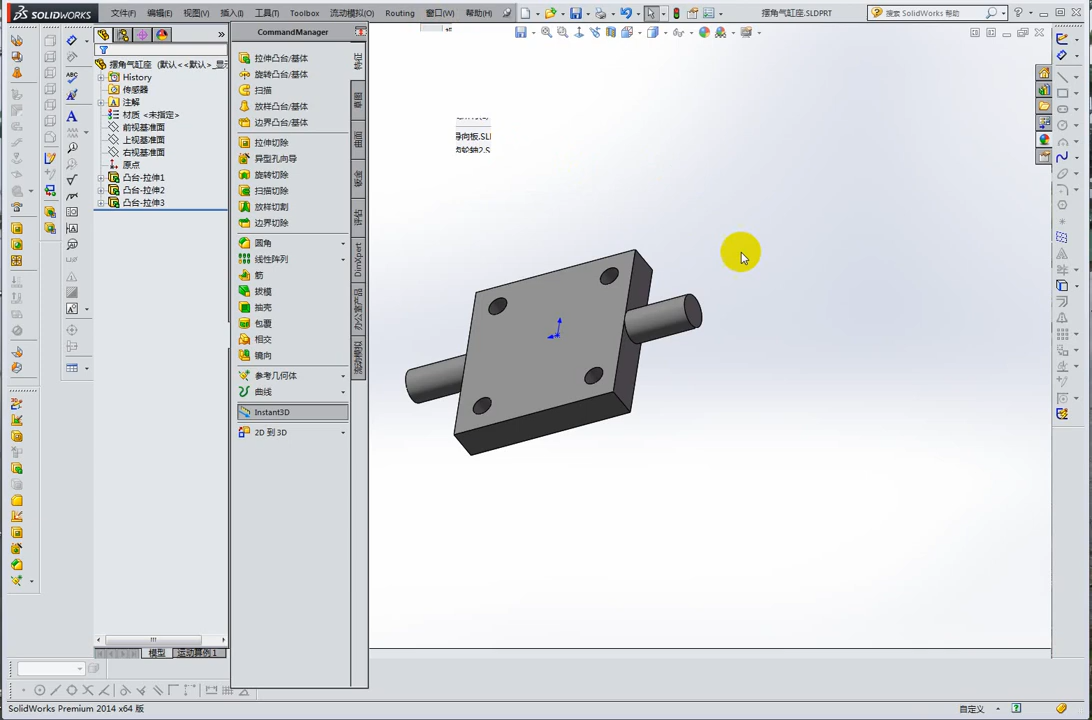 SOLIDWORKS 文件(F) 编辑(E) 视图(V) 插入(I) 工具(T) Toolbox 流动模拟(O) Routing 窗口(W) 帮助(H) 摆角气缸座.SLDPRT 搜索 SolidWorks 帮助
CommandManager
拉伸凸台/基体
旋转凸台/基体
扫描
放样凸台/基体
边界凸台/基体
拉伸切除
异型孔向导
旋转切除
扫描切除
放样切割
边界切除
圆角
线性阵列
筋
拔模
抽壳
包覆
相交
镜向
参考几何体
曲线
Instant3D
2D 到 3D
特征
草图
曲面
钣金
评估
DimXpert
办公室产品
流动模拟
摆角气缸座 (默认<<默认>_显示
History
传感器
注解
材质 <未指定>
前视基准面
上视基准面
右视基准面
原点
凸台-拉伸1
凸台-拉伸2
凸台-拉伸3
导向板.SLI
模型 运动算例 1
SolidWorks Premium 2014 x64 版
自定义